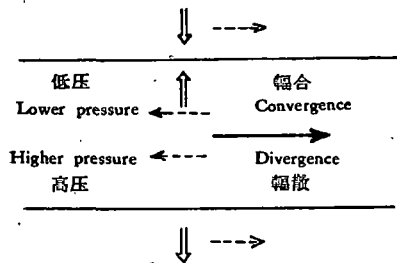 低压 辐合
Lower pressure Convergence
Higher pressure Divergence
高压 辐散